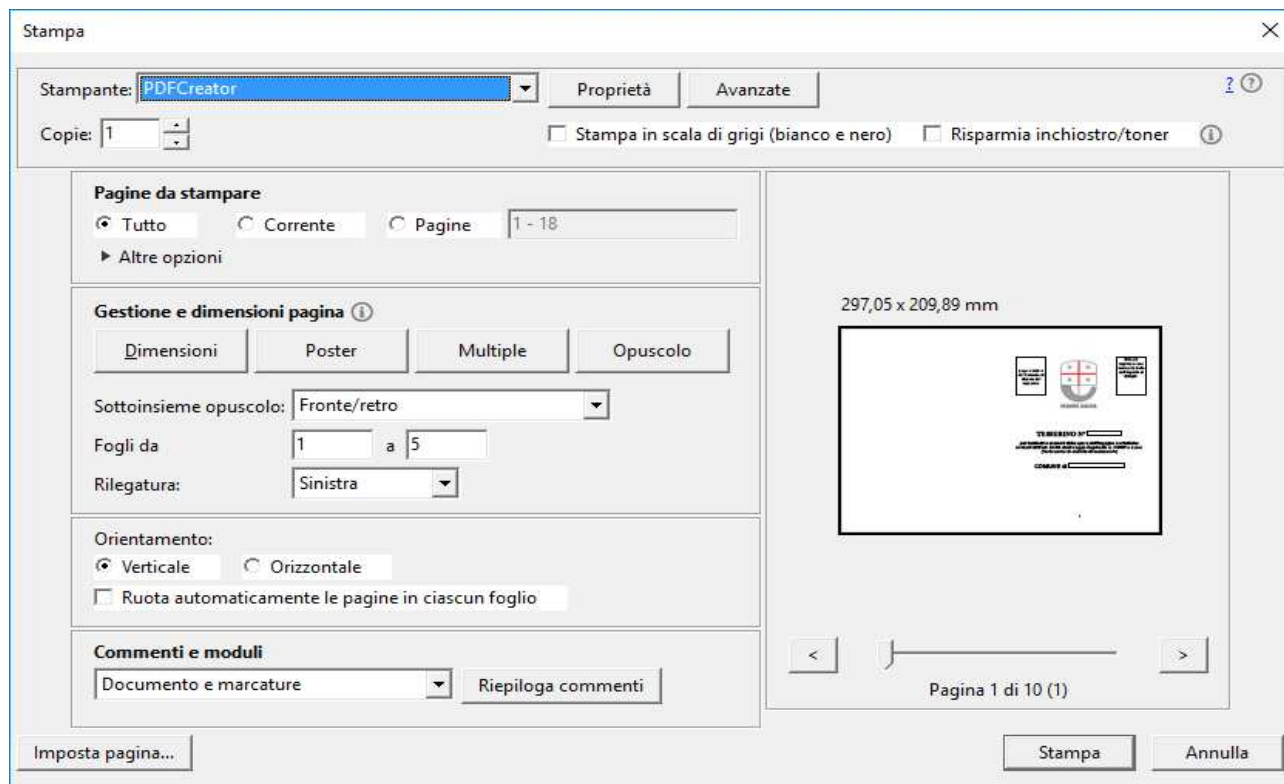 Stampa
Stampante: PDFCreator Proprietà Avanzate ?
Copie: 1 Stampa in scala di grigi (bianco e nero) Risparmia inchiostro/toner
Pagine da stampare
Tutto Corrente Pagine 1 - 18
Altre opzioni
Gestione e dimensioni pagina
Dimensioni Poster Multiple Opuscolo
Sottoinsieme opuscolo: Fronte/retro
Fogli da 1 a 5
Rilegatura: Sinistra
Orientamento:
Verticale Orizzontale
Ruota automaticamente le pagine in ciascun foglio
Commenti e moduli
Documento e marcature Riepiloga commenti
297,05 x 209,89 mm
TESSERINO N°
COMUNE di
< >
Pagina 1 di 10 (1)
Imposta pagina... Stampa Annulla